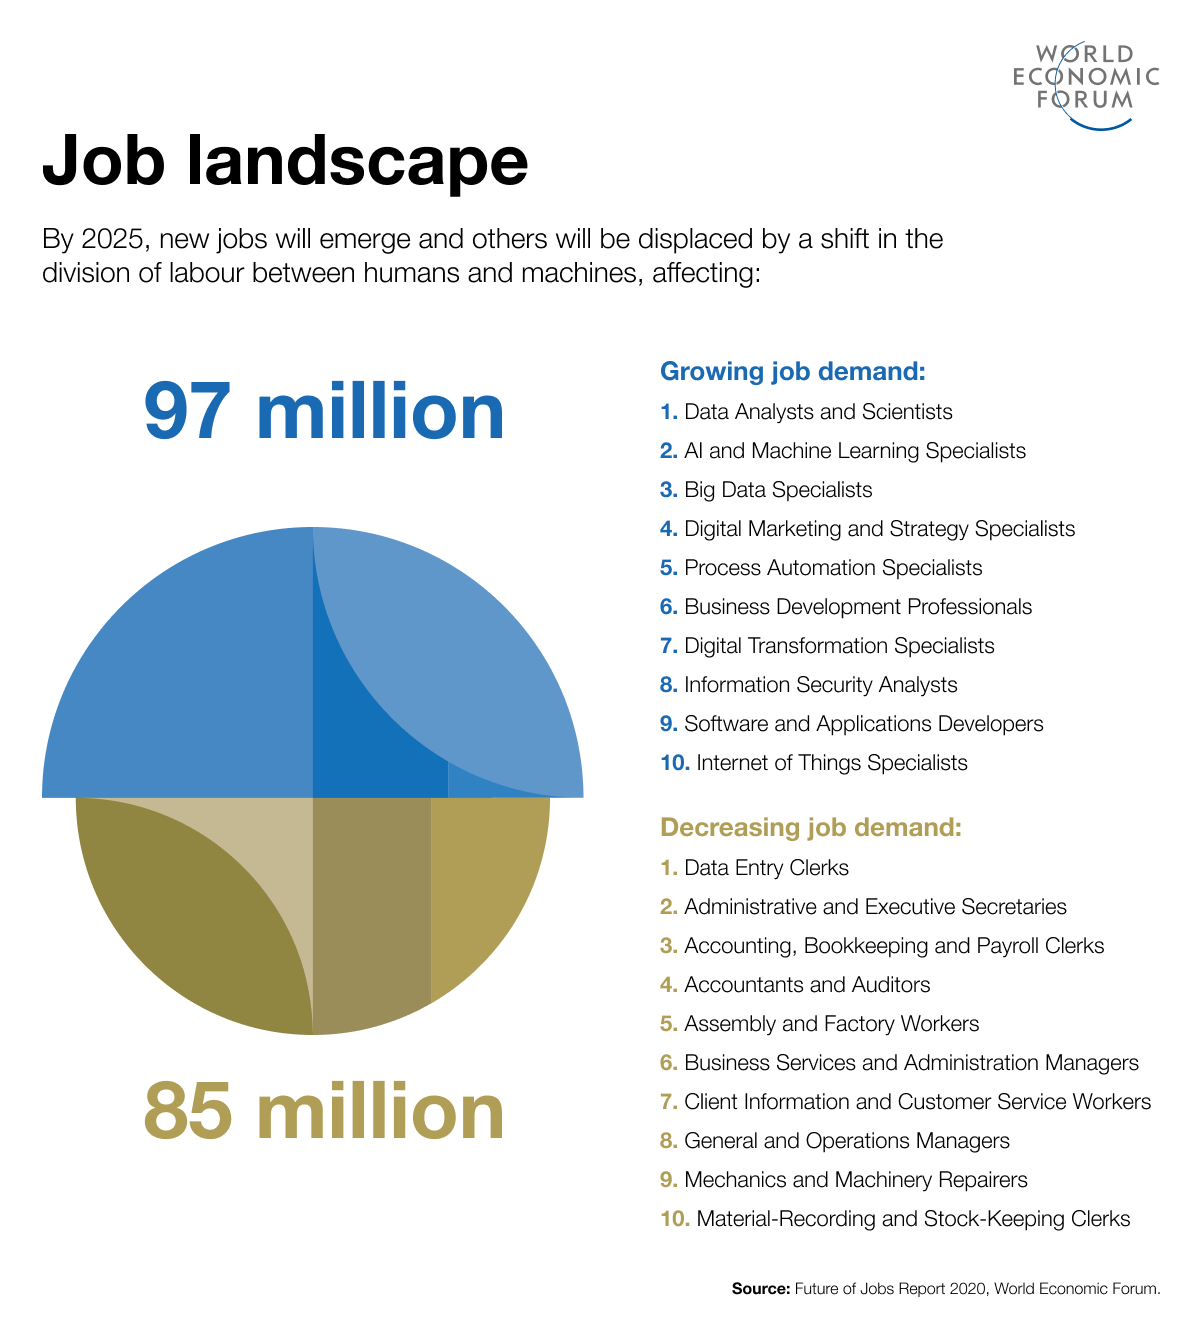 WORLD
ECONOMIC
FORUM
Job landscape
By 2025, new jobs will emerge and others will be displaced by a shift in the
division of labour between humans and machines, affecting:
97 million
85 million
Growing job demand:
1. Data Analysts and Scientists
2. AI and Machine Learning Specialists
3. Big Data Specialists
4. Digital Marketing and Strategy Specialists
5. Process Automation Specialists
6. Business Development Professionals
7. Digital Transformation Specialists
8. Information Security Analysts
9. Software and Applications Developers
10. Internet of Things Specialists
Decreasing job demand:
1. Data Entry Clerks
2. Administrative and Executive Secretaries
3. Accounting, Bookkeeping and Payroll Clerks
4. Accountants and Auditors
5. Assembly and Factory Workers
6. Business Services and Administration Managers
7. Client Information and Customer Service Workers
8. General and Operations Managers
9. Mechanics and Machinery Repairers
10. Material-Recording and Stock-Keeping Clerks
Source: Future of Jobs Report 2020, World Economic Forum.